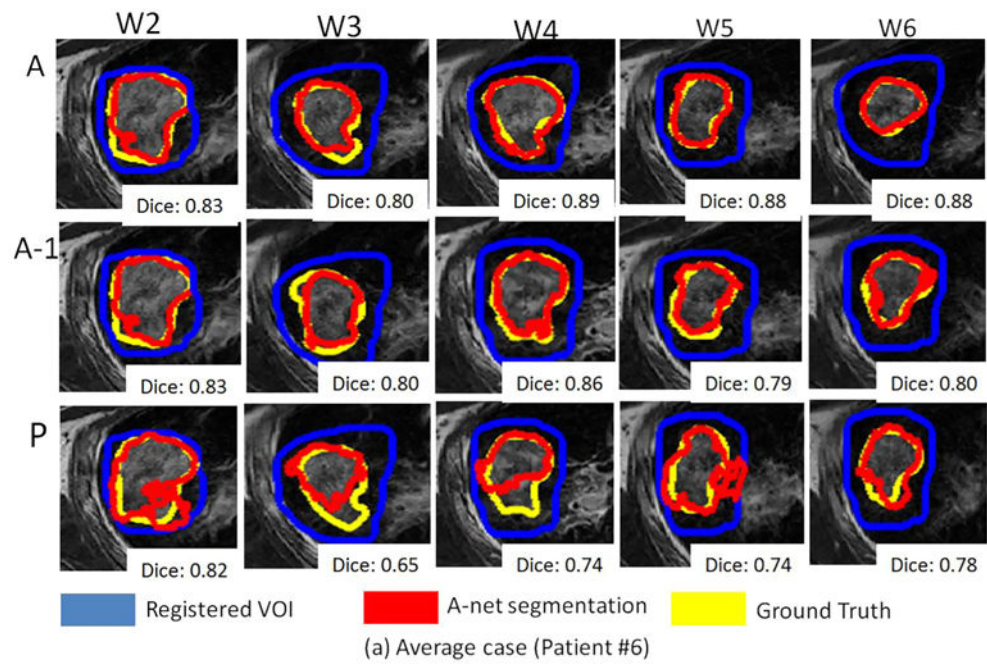 W2 W3 W4 W5 W6
A
Dice: 0.83 Dice: 0.80 Dice: 0.89 Dice: 0.88 Dice: 0.88
A-1
Dice: 0.83 Dice: 0.80 Dice: 0.86 Dice: 0.79 Dice: 0.80
P
Dice: 0.82 Dice: 0.65 Dice: 0.74 Dice: 0.74 Dice: 0.78
Registered VOI A-net segmentation Ground Truth
(a) Average case (Patient #6)